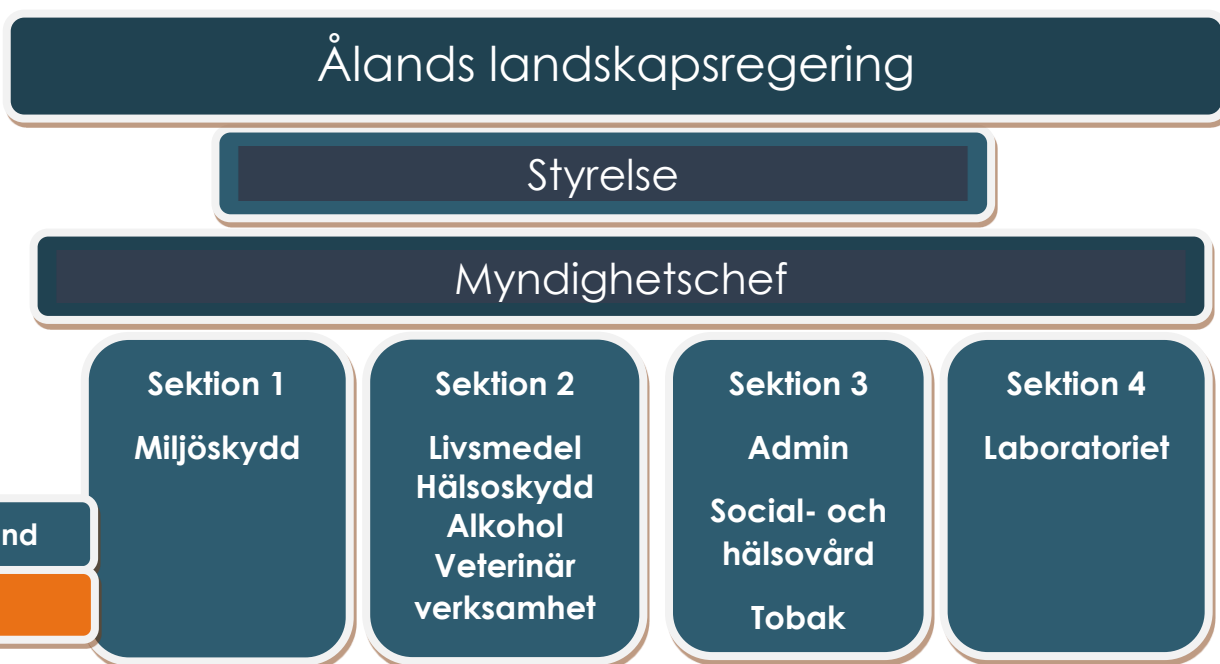 Ålands landskapsregering
Styrelse
Myndighetschef
Sektion 1
Miljöskydd
Sektion 2
Livsmedel
Hälsoskydd
Alkohol
Veterinär
verksamhet
Sektion 3
Admin
Social- och
hälsovård
Tobak
Sektion 4
Laboratoriet
nd